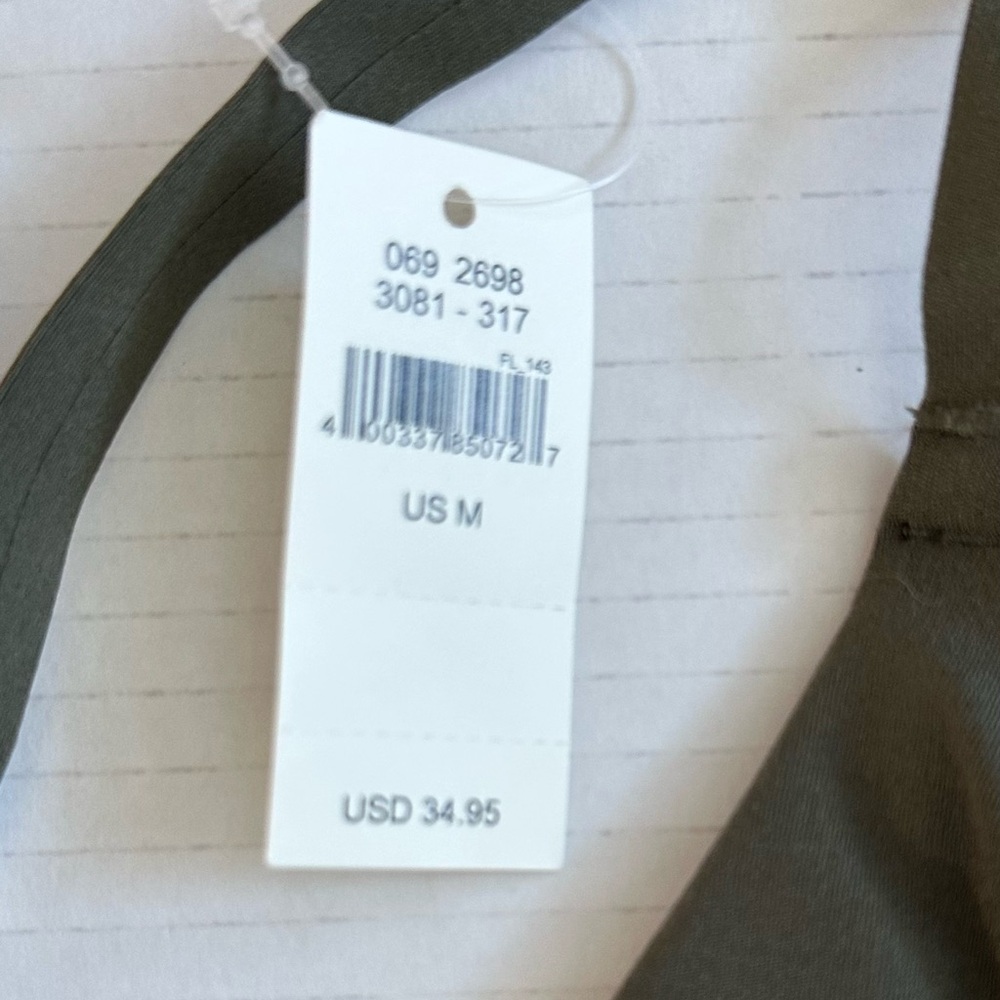 069 2698
3081 - 317
FL_143
4 00337 85072 7
US M
USD 34.95